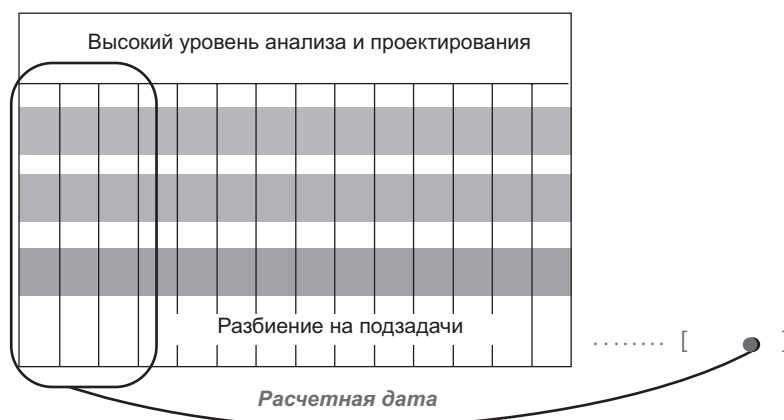 Высокий уровень анализа и проектирования
Разбиение на подзадачи
........ [ ]
Расчетная дата